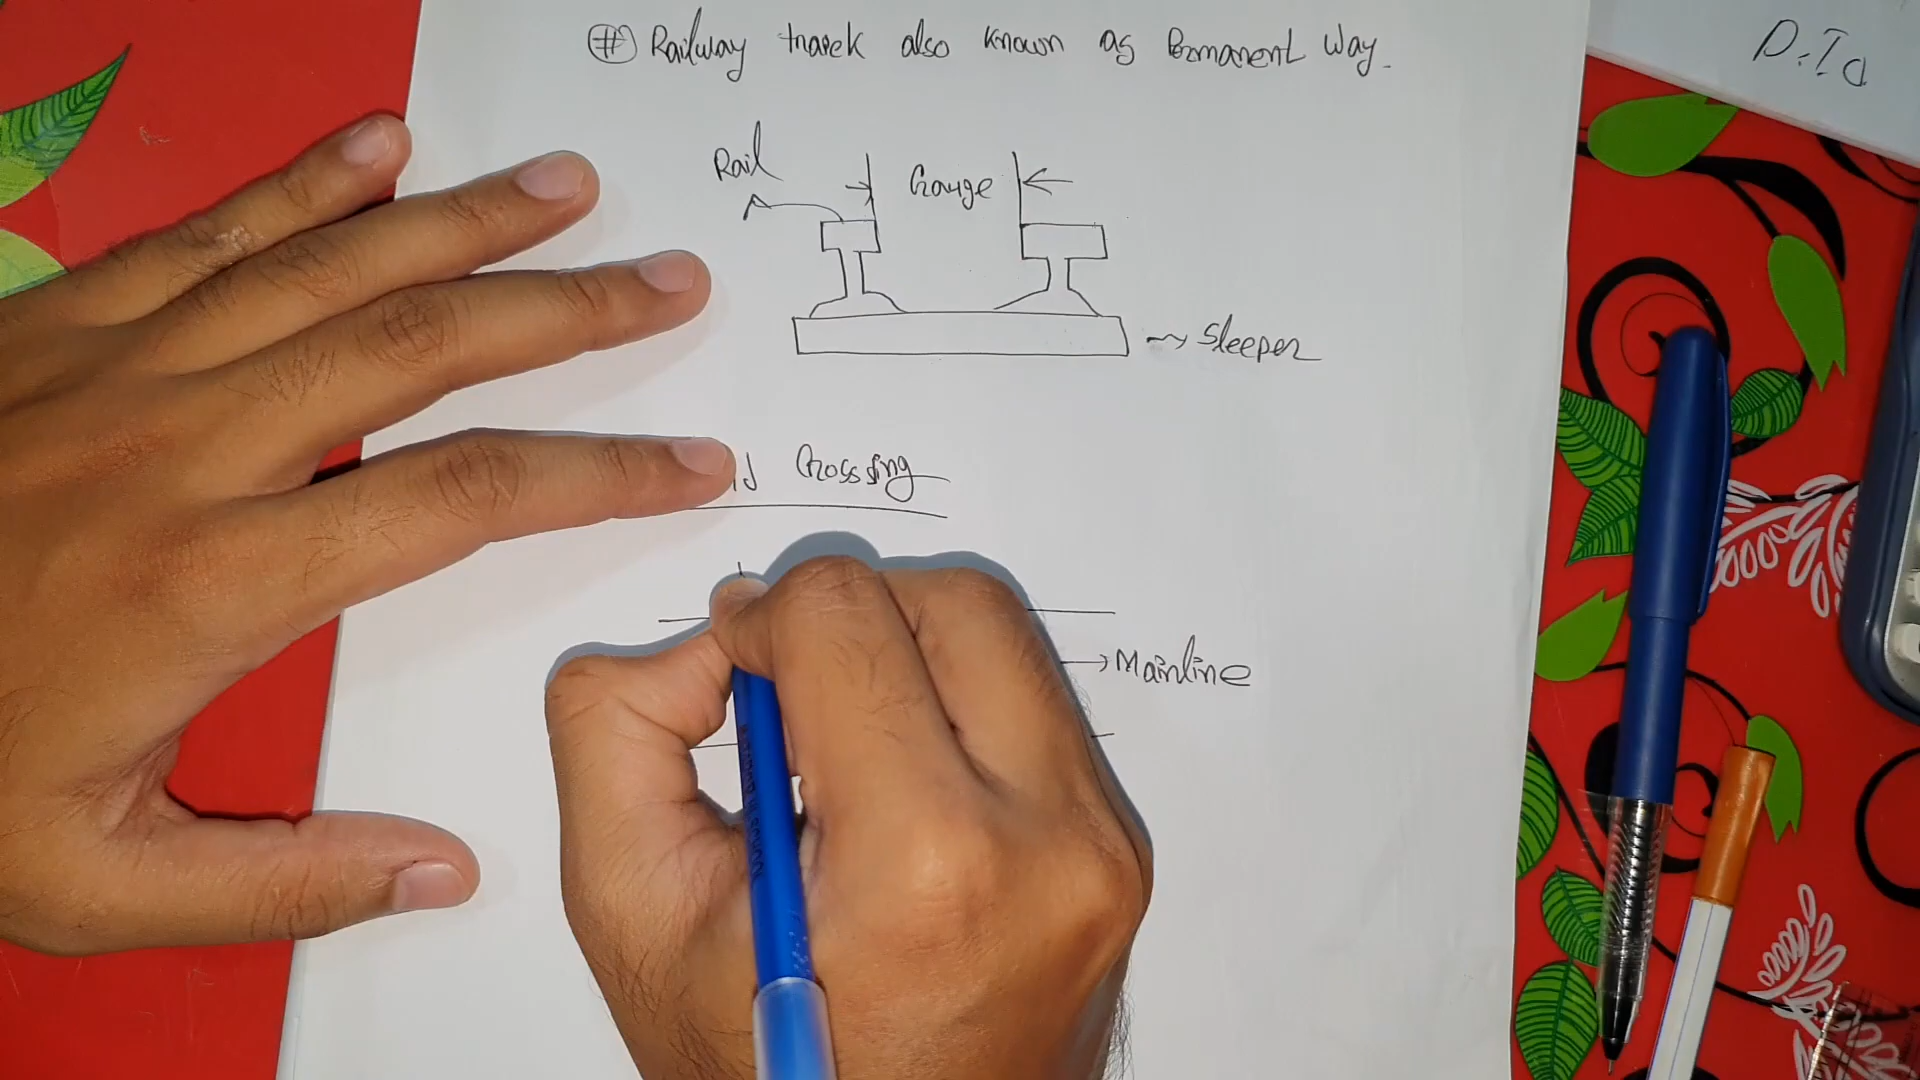 # Railway track also known as Permanent Way.
Rail
Gauge
Sleeper
Crossing
Mainline